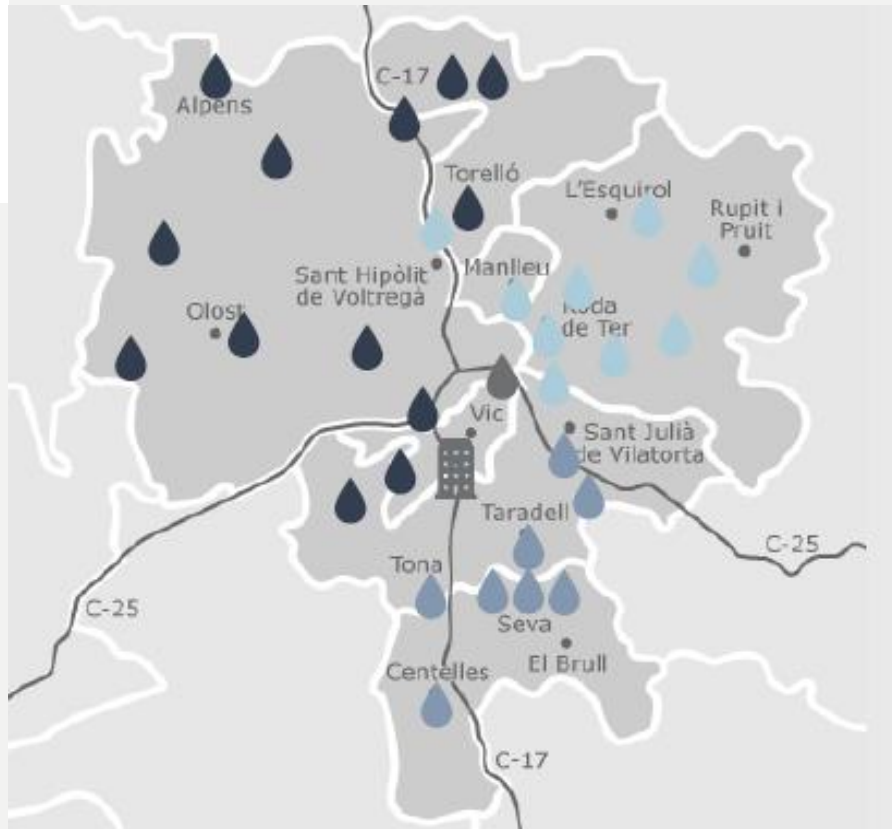 C-17
Alpens
Torelló
L'Esquirol
Rupit i
Pruit
Manlleu
Sant Hipòlit
de Voltregà
Olost
Roda
de Ter
Vic
Sant Julià
de Vilatorta
Taradell
C-25
Tona
C-25
Seva
El Brull
Centelles
C-17